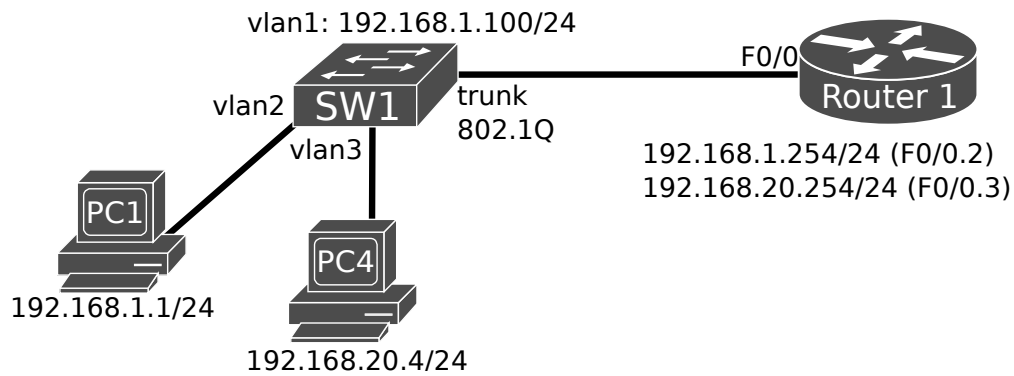 vlan1: 192.168.1.100/24
F0/0
SW1
Router 1
trunk
802.1Q
vlan2
vlan3
192.168.1.254/24 (F0/0.2)
192.168.20.254/24 (F0/0.3)
PC1
PC4
192.168.1.1/24
192.168.20.4/24